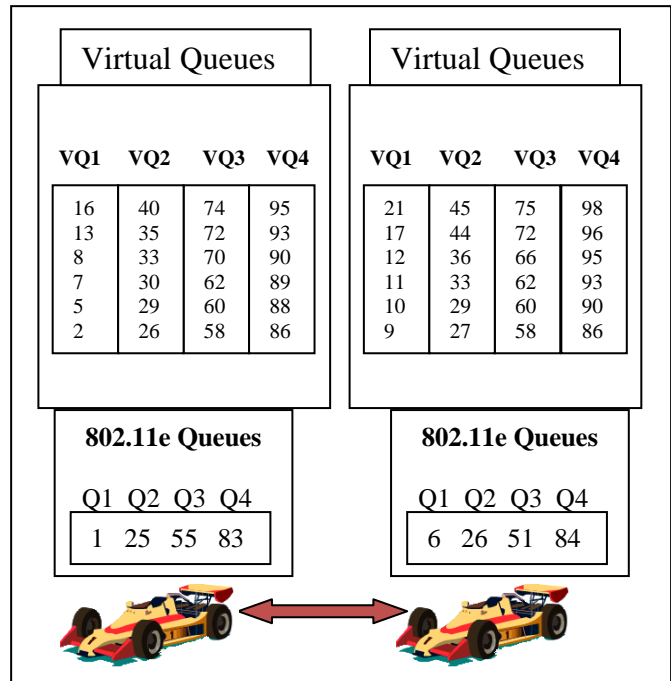 Virtual Queues
VQ1 VQ2 VQ3 VQ4
16 40 74 95
13 35 72 93
8 33 70 90
7 30 62 89
5 29 60 88
2 26 58 86
802.11e Queues
Q1 Q2 Q3 Q4
1 25 55 83
Virtual Queues
VQ1 VQ2 VQ3 VQ4
21 45 75 98
17 44 72 96
12 36 66 95
11 33 62 93
10 29 60 90
9 27 58 86
802.11e Queues
Q1 Q2 Q3 Q4
6 26 51 84